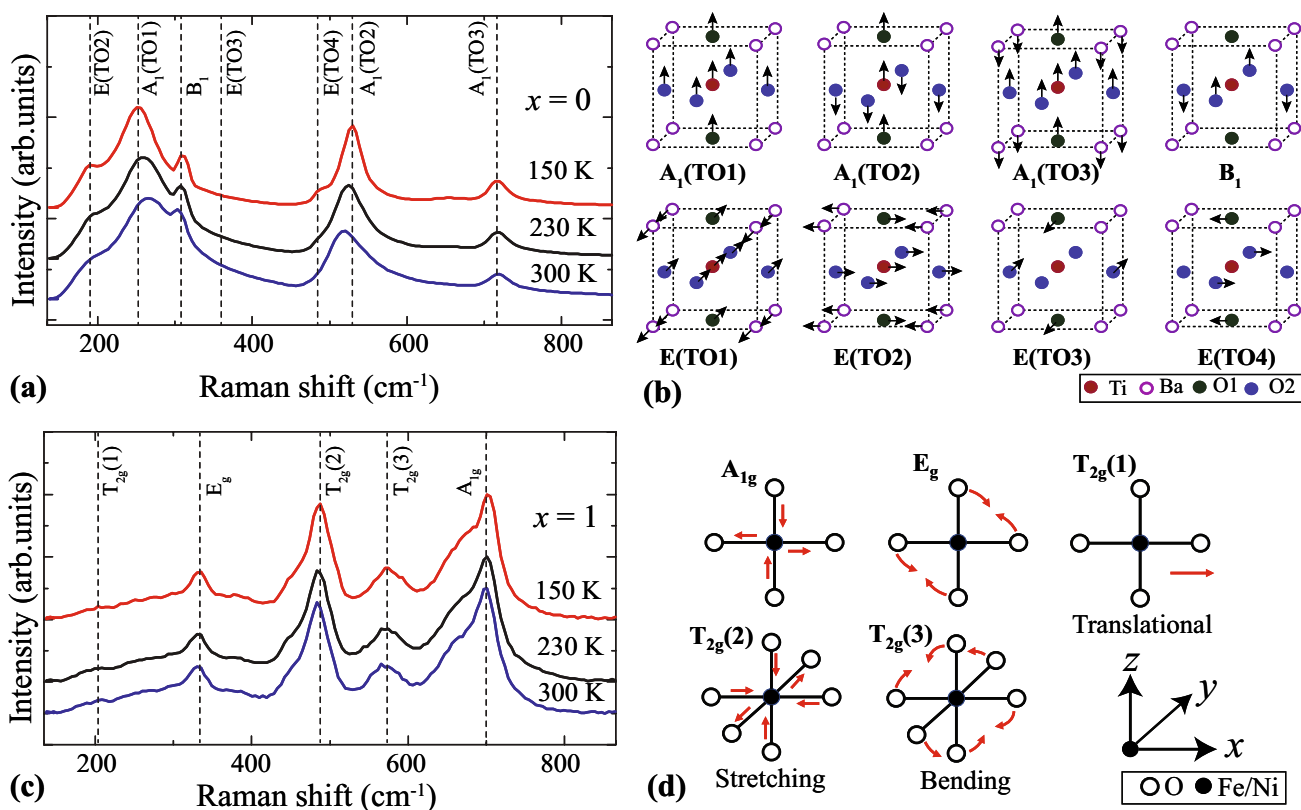 Intensity (arb.units)
E(TO2)
A₁(TO1)
B₁
E(TO3)
E(TO4)
A₁(TO2)
A₁(TO3)
x = 0
150 K
230 K
300 K
200 400 600 800
(a) Raman shift (cm⁻¹)
A₁(TO1) A₁(TO2) A₁(TO3) B₁
E(TO1) E(TO2) E(TO3) E(TO4)
(b)
Ti Ba O1 O2
Intensity (arb.units)
T₂g(1)
Eg
T₂g(2)
T₂g(3)
A₁g
x = 1
150 K
230 K
300 K
200 400 600 800
(c) Raman shift (cm⁻¹)
A₁g Eg T₂g(1)
Translational
T₂g(2) T₂g(3)
Stretching Bending
z
y
x
(d)
O Fe/Ni